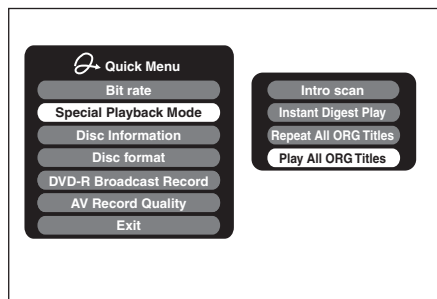 Quick Menu
Bit rate
Special Playback Mode
Disc Information
Disc format
DVD-R Broadcast Record
AV Record Quality
Exit
Intro scan
Instant Digest Play
Repeat All ORG Titles
Play All ORG Titles